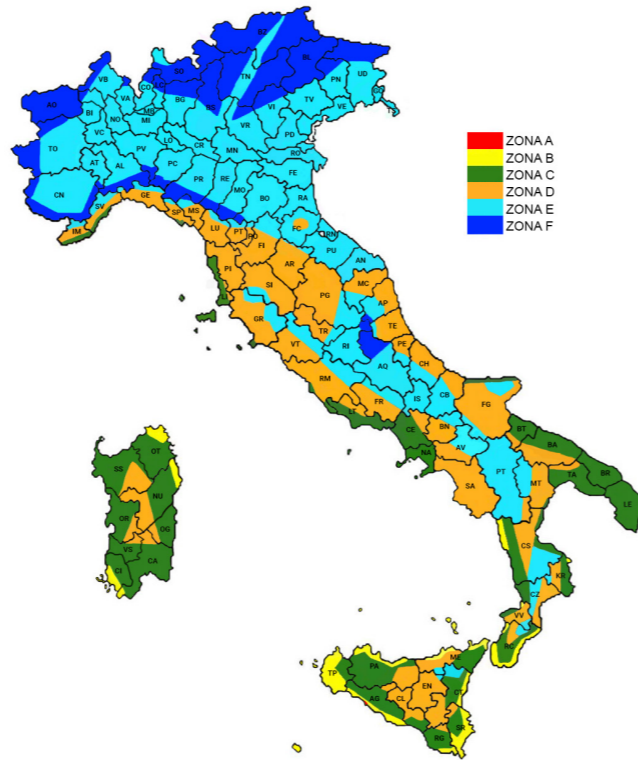 BZ
SO
BL
VB
TN
PN
UD
AO
CO
LC
BG
BS
TV
VA
BI
NO
MB
MI
VI
VE
VR
VC
PD
TO
LO
CR
MN
PV
RO
AT
AL
PC
PR
RE
FE
MO
CN
BO
RA
GE
SV
SP
MS
FC
RN
IM
LU
PT
PO
FI
PU
AN
PI
AR
MC
SI
AP
PG
GR
TE
TR
VT
RI
PE
AQ
CH
RM
FR
IS
CB
LT
FG
CE
BN
BT
BA
NA
AV
PT
TA
BR
SA
MT
LE
SS
OT
NU
OR
OG
VS
CI
CA
CS
KR
CZ
VV
RC
ME
TP
PA
EN
AG
CL
CT
SR
RG
ZONA A
ZONA B
ZONA C
ZONA D
ZONA E
ZONA F